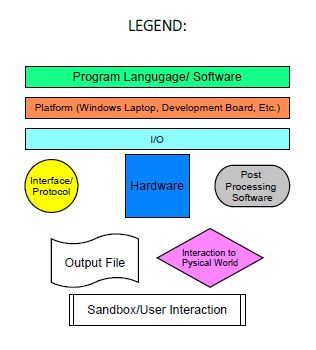 LEGEND:
Program Langugage/ Software
Platform (Windows Laptop, Development Board, Etc.)
I/O
Interface/
Protocol
Hardware
Post
Processing
Software
Output File
Interaction to
Pysical World
Sandbox/User Interaction